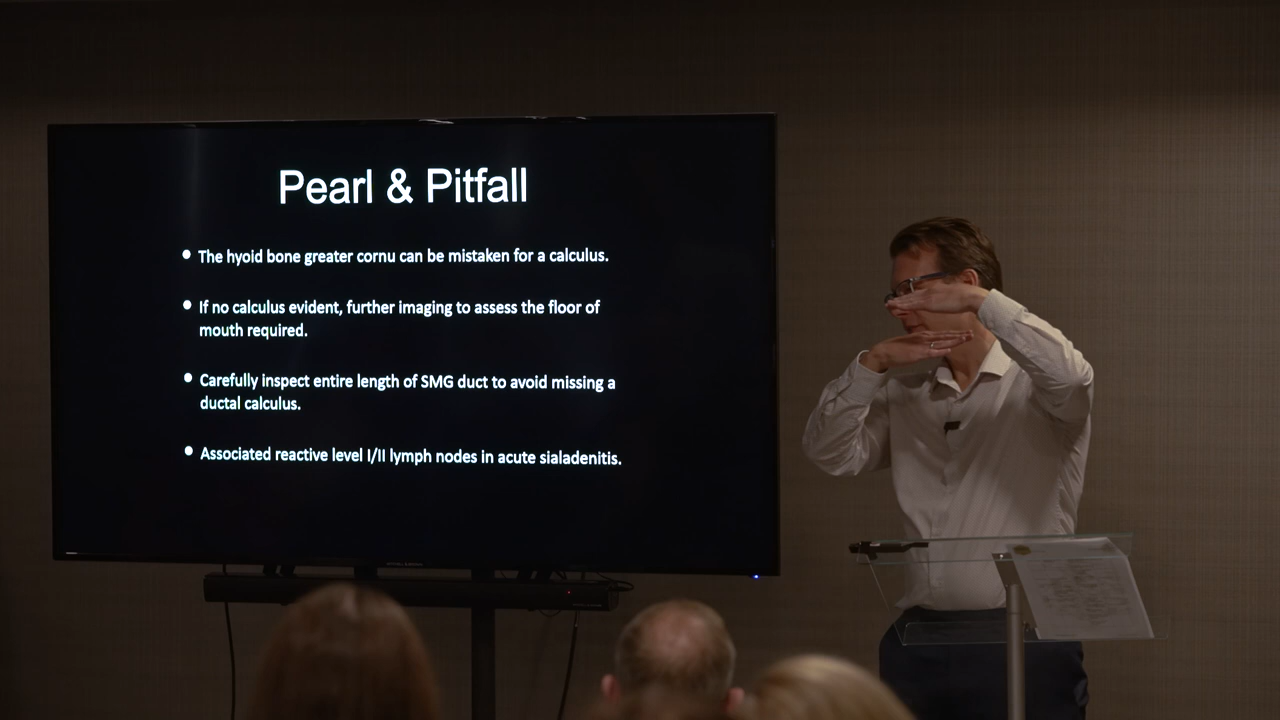 Pearl & Pitfall
• The hyoid bone greater cornu can be mistaken for a calculus.
• If no calculus evident, further imaging to assess the floor of
mouth required.
• Carefully inspect entire length of SMG duct to avoid missing a
ductal calculus.
• Associated reactive level I/II lymph nodes in acute sialadenitis.